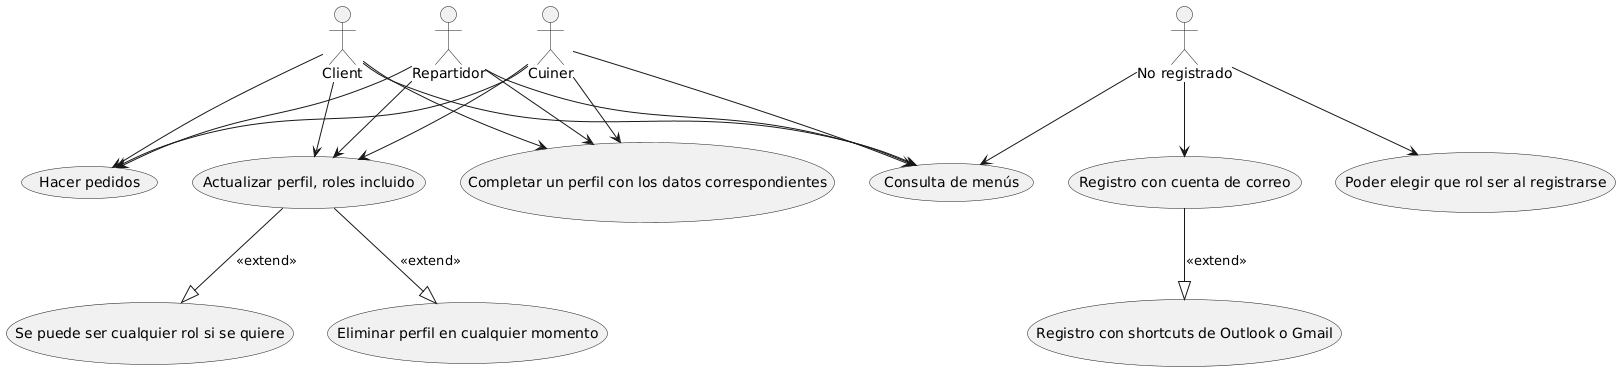 Client
Repartidor
Cuiner
No registrado
Hacer pedidos
Actualizar perfil, roles incluido
Completar un perfil con los datos correspondientes
Consulta de menús
Registro con cuenta de correo
Poder elegir que rol ser al registrarse
«extend»
«extend»
«extend»
Se puede ser cualquier rol si se quiere
Eliminar perfil en cualquier momento
Registro con shortcuts de Outlook o Gmail